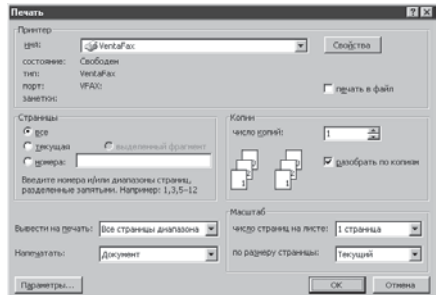 Печать
Принтер
имя: VentaFax
Свойства
состояние: Свободен
тип: VentaFax
порт: VFAX:
заметки:
печать в файл
Страницы
все
текущая выделенный фрагмент
номера:
Введите номера и/или диапазоны страниц,
разделенные запятыми. Например: 1,3,5–12
Копии
число копий: 1
разобрать по копиям
Вывести на печать: Все страницы диапазона
Напечатать: Документ
Масштаб
число страниц на листе: 1 страница
по размеру страницы: Текущий
Параметры...
ОК
Отмена